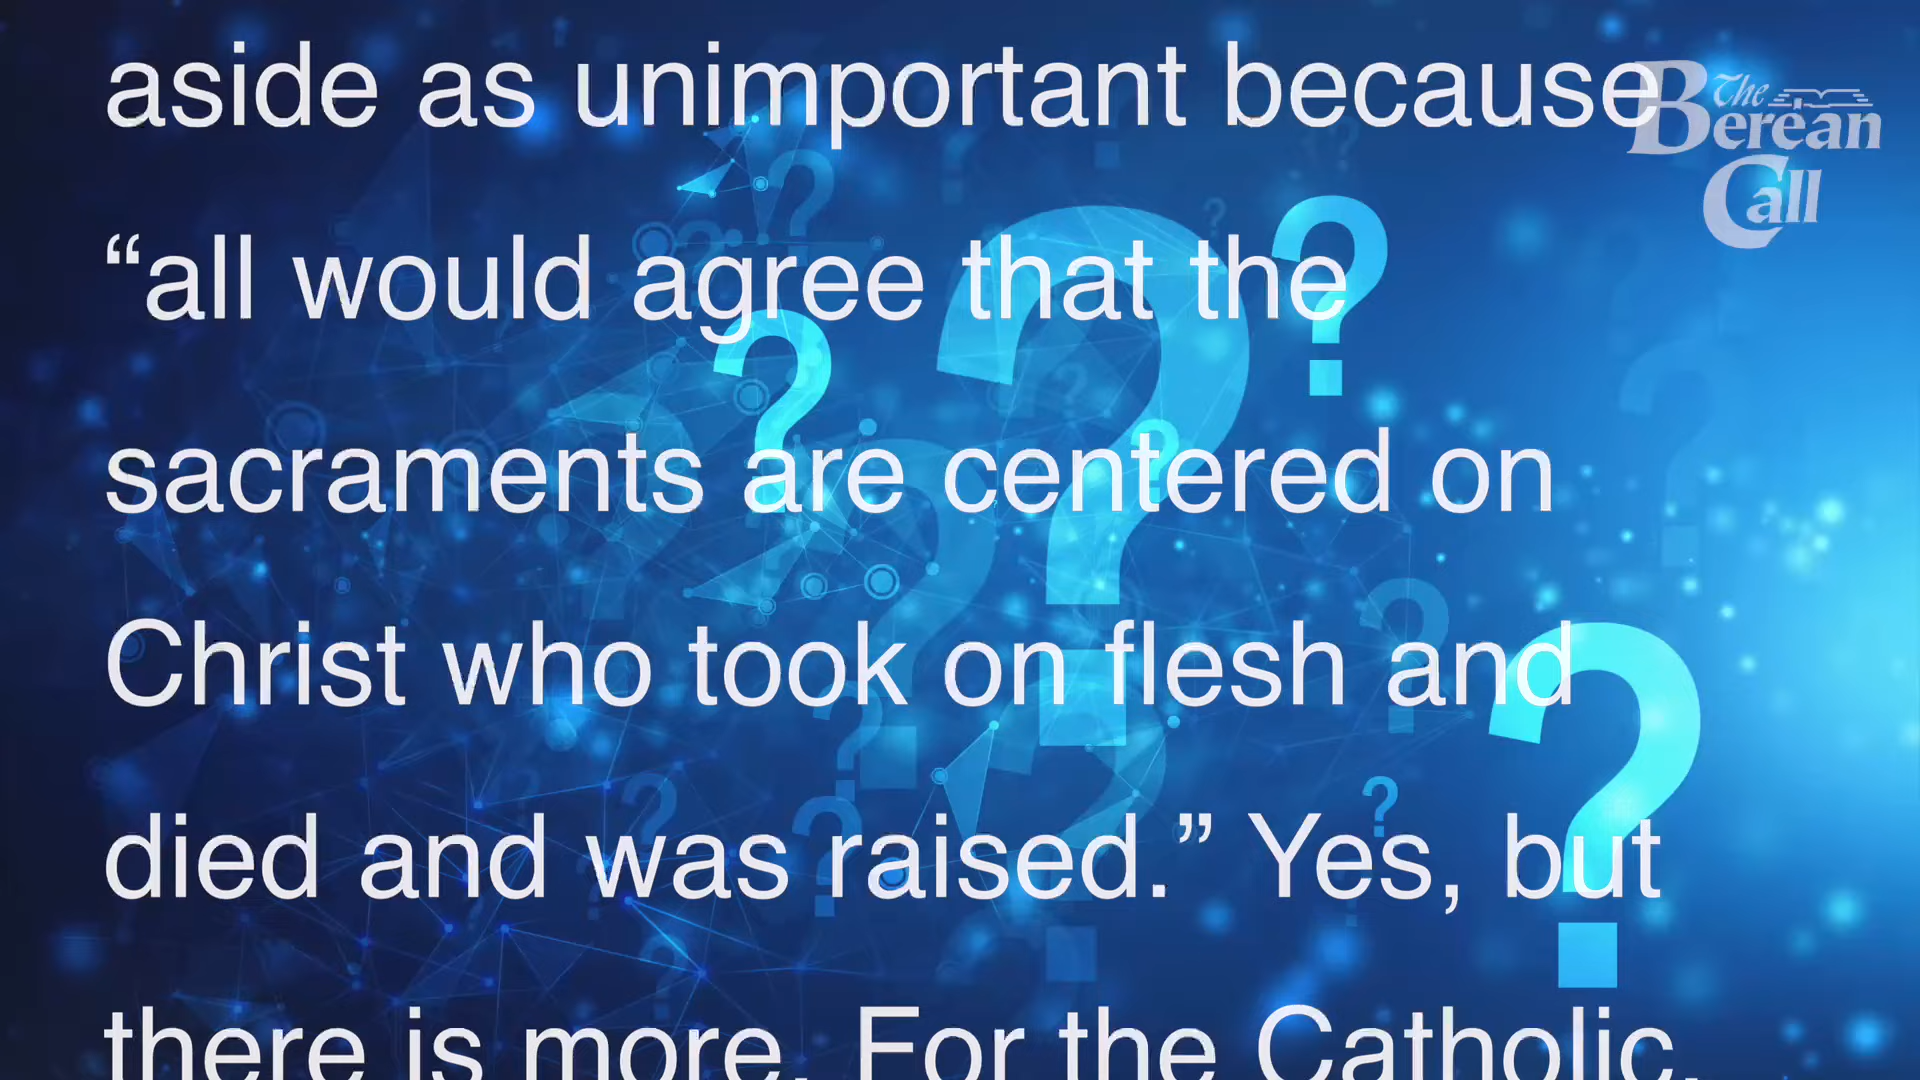 aside as unimportant because
“all would agree that the
sacraments are centered on
Christ who took on flesh and
died and was raised.” Yes, but
there is more. For the Catholic,
The
Berean
Call